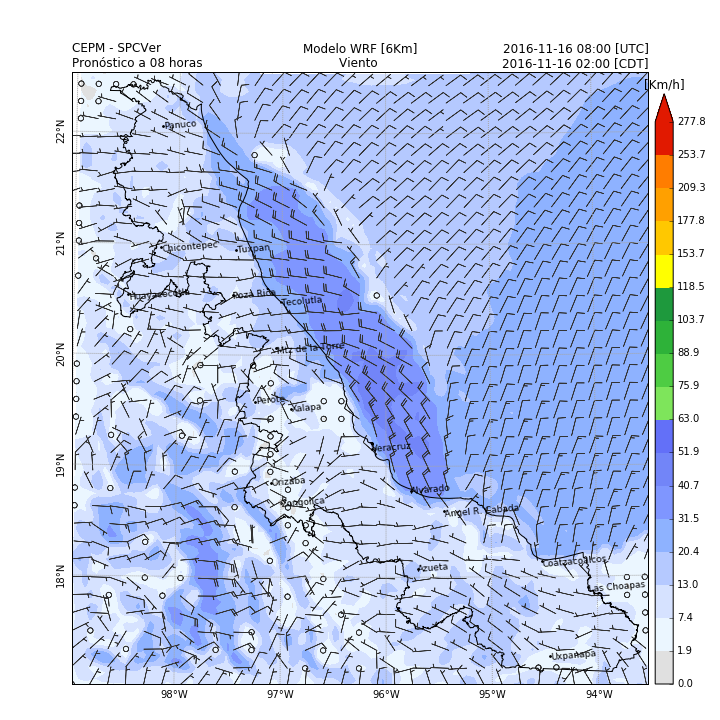 CEPM - SPCVer
Modelo WRF [6Km]
2016-11-16 08:00 [UTC]
Pronóstico a 08 horas
Viento
2016-11-16 02:00 [CDT]
[Km/h]
277.8
253.7
209.3
177.8
153.7
118.5
103.7
88.9
75.9
63.0
51.9
40.7
31.5
20.4
13.0
7.4
1.9
0.0
22°N
21°N
20°N
19°N
18°N
98°W
97°W
96°W
95°W
94°W
Panuco
Chicontepec
Tuxpan
Huayacocotla
Poza Rica
Tecolutla
Mtz de la Torre
Perote
Xalapa
Veracruz
Orizaba
Zongolica
Alvarado
Angel R. Cabada
Azueta
Coatzacoalcos
Las Choapas
Uxpanapa